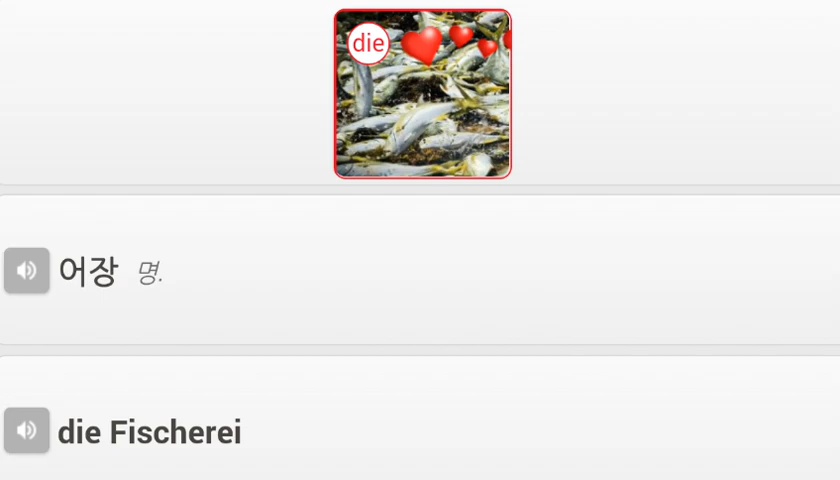 die
어장 명.
die Fischerei